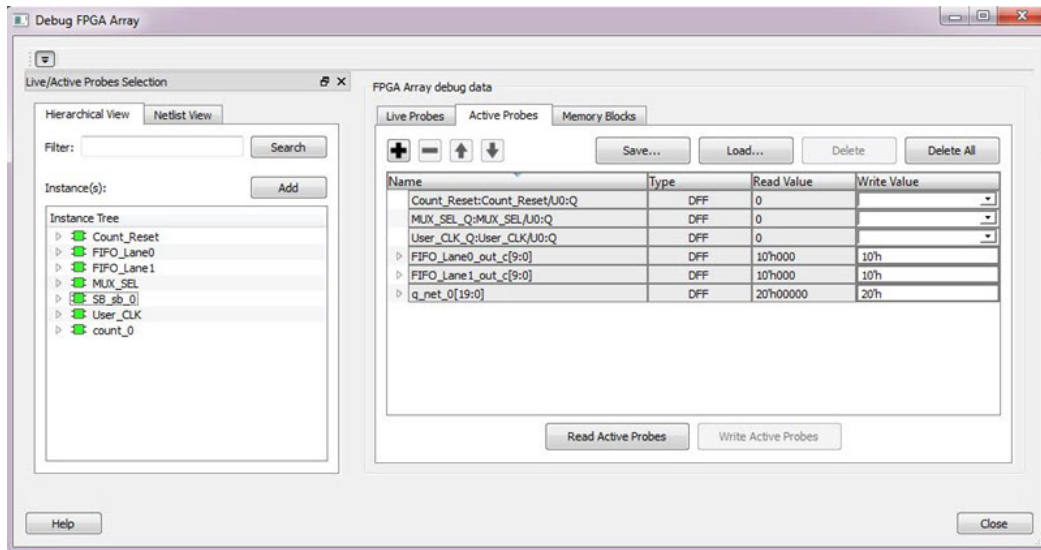 Debug FPGA Array
Live/Active Probes Selection
Hierarchical View Netlist View
Filter: Search
Instance(s): Add
Instance Tree
Count_Reset
FIFO_Lane0
FIFO_Lane1
MUX_SEL
SB_sb_0
User_CLK
count_0
FPGA Array debug data
Live Probes Active Probes Memory Blocks
Save... Load... Delete Delete All
Name Type Read Value Write Value
Count_Reset:Count_Reset/U0:Q DFF 0
MUX_SEL_Q:MUX_SEL/U0:Q DFF 0
User_CLK_Q:User_CLK/U0:Q DFF 0
FIFO_Lane0_out_c[9:0] DFF 10'h000 10'h
FIFO_Lane1_out_c[9:0] DFF 10'h000 10'h
q_net_0[19:0] DFF 20'h00000 20'h
Read Active Probes Write Active Probes
Help Close